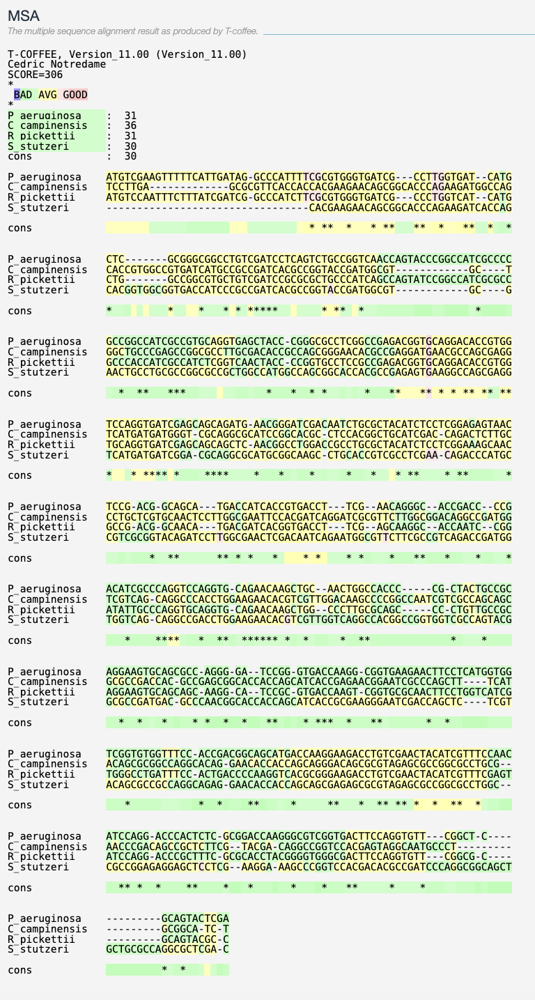 MSA
The multiple sequence alignment result as produced by T-coffee.
T-COFFEE, Version_11.00 (Version_11.00)
Cedric Notredame
SCORE=306
*
BAD AVG GOOD
*
P_aeruginosa : 31
C_campinensis : 36
R_pickettii : 31
S_stutzeri : 30
cons : 30
P_aeruginosa ATGTCGAAGTTTTTCATTGATAG-GCCCATTTTCGCGTGGGTGATCG---CCTTGGTGAT--CATG
C_campinensis TCCTTGA-------------GCGCGTTCACCACCACGAAGAACAGCGGCACCCAGAAGATGGCCAG
R_pickettii ATGTCCAATTTCTTTATCGATCG-GCCCATCTTCGCGTGGGTGATCG---CCCTGGTCAT--CATG
S_stutzeri ---------------------------------CACGAAGAACAGCGGCACCCAGAAGATCACCAG
cons * ** * * ** ** * ** * *
P_aeruginosa CTC-------GCGGGCGGCCTGTCGATCCTCAGTCTGCCGGTCAACCAGTACCCGGCCATCGCCCC
C_campinensis CACCGTGGCCGTGATCATGCCGCCGATCACGCCGGTACCGATGGCGT------------GC----T
R_pickettii CTG-------GCCGGCGTGCTGTCGATCCGCGCGCTGCCCATCAGCCAGTATCCGGCCATCGCGCC
S_stutzeri CACGGTGGCGGTGACCATCCCGCCGATCACGCCGGTACCGATGGCGT------------GC----G
cons * * * * * ***** * ** * *
P_aeruginosa GCCGGCCATCGCCGTGCAGGTGAGCTACC-CGGGCGCCTCGGCCGAGACGGTGCAGGACACCGTGG
C_campinensis GGCTGCCCGAGCCGGCGCCTTGCGACACCGCCAGCGGGAACACGCCGAGGATGAACGCCAGCGAGG
R_pickettii GCCCACCATCGCCATCTCGGTCAACTACC-CCGGTGCCTCCGCCGAGACGGTGCAGGACACCGTGG
S_stutzeri AACTGCCTGCGCCGGCGCCGCTGGCCATGGCCAGCGGCACCACGCCGAGAGTGAAGGCCAGCGAGG
cons * ** *** * * * * * ** ** * * ** ** **
P_aeruginosa TCCAGGTGATCGAGCAGCAGATG-AACGGGATCGACAATCTGCGCTACATCTCCTCGGAGAGTAAC
C_campinensis TCATGATGATGGGT-CGCAGGCGCATCCGGCACGC-CTCCACGGCTGCATCGAC-CAGACTCTTGC
R_pickettii TGCAGGTGATCGAGCAGCAGCTC-AACGGCCTGGACCGCCTGCGCTACATCTCCTCGGAAAGCAAC
S_stutzeri TCATGATGATCGGA-CGCAGGCGCATGCGGCAAGC-CTGCACCGTCGCCTCGAA-CAGACCCATGC
cons * * **** * **** * * * * * * ** * ** *
P_aeruginosa TCCG-ACG-GCAGCA---TGACCATCACCGTGACCT---TCG--AACAGGGC--ACCGACC--CCG
C_campinensis CCTGCTCGTGCAACTCCTTGGCGAATTCCACGATCAGGATCGCGTTCTTGGCGGACAGGCCGATGG
R_pickettii GCCG-ACG-GCAACA---TGACGATCACGGTGACCT---TCG--AGCAAGGC--ACCAATC--CGG
S_stutzeri CGTCGCGGTACAGATCCTTGGCGAACTCGACAATCAGAATGGCGTTCTTCGCCGTCAGACCGATGG
cons * ** ** * * * * * * * * ** * * *
P_aeruginosa ACATCGCCCAGGTCCAGGTG-CAGAACAAGCTGC--AACTGGCCACCC-----CG-CTACTGCCGC
C_campinensis TCGTCAG-CAGGCCCACCTGGAAGAACACGTCGTTGGACAAGCCCCGGCCAATCGTCGCCAGCAGC
R_pickettii ATATTGCCCAGGTGCAGGTG-CAGAACAAGCTGG--CCCTTGCGCAGC-----CC-CTGTTGCCGC
S_stutzeri TGGTCAG-CAGGCCGACCTGGAAGAACACGTCGTTGGTCAGGCCACGGCCGGTGGTCGCCAGTACG
cons * **** * ** ****** * * * ** * *
P_aeruginosa AGGAAGTGCAGCGCC-AGGG-GA--TCCGG-GTGACCAAGG-CGGTGAAGAACTTCCTCATGGTGG
C_campinensis GCGCCGACCAC-GCCGAGCGGCACCACCAGCATCACCGAGAACGGAATCGCCCAGCTT----TCAT
R_pickettii AGGAAGTGCAGCAGC-AAGG-CA--TCCGC-GTGACCAAGT-CGGTGCGCAACTTCCTGGTCATCG
S_stutzeri GCGCCGATGAC-GCCCAACGGCACCACCAGCATCACCGCGAAGGGAATCGACCAGCTC----TCGT
cons * * * * * * * ** * *** * ** * *
P_aeruginosa TCGGTGTGGTTTCC-ACCGACGGCAGCATGACCAAGGAAGACCTGTCGAACTACATCGTTTCCAAC
C_campinensis ACAGCGCGGCCAGGCACAG-GAACACCACCAGCAGGGACAGCGCGTAGAGCGCCGGCGCCTGCG--
R_pickettii TGGGCCTGATTTCC-ACTGACCCCAAGGTCACGCGGGAAGACCTGTCGAACTACATCGTTTCGAGT
S_stutzeri ACAGCGCCGCCAGGCAGAG-GAACACCACCAGCAGCGAGAGCGCGTAGAGCGCCGGCGCCTGGC--
cons * * * ** * ** * ** ** * * ** *
P_aeruginosa ATCCAGG-ACCCACTCTC-GCGGACCAAGGGCGTCGGTGACTTCCAGGTGTT---CGGCT-C----
C_campinensis AACCCGACAGCCGCTCTTCG--TACGA-CAGGCCGGTCCACGAGTAGGCAATGCCCT---------
R_pickettii ATCCAGG-ACCCGCTTTC-GCGCACCTACGGGGTGGGCGACTTCCAGGTGTT---CGGCG-C----
S_stutzeri CGCCGGAGAGGAGCTCCTCG--AAGGA-AAGCCCGGTCCACGACACGCCGATCCCAGGCGGCAGCT
cons ** * * ** * * * * ** * *
P_aeruginosa ---------GCAGTACTCGA
C_campinensis ---------GCGGCA-TC-T
R_pickettii ---------GCAGTACGC-C
S_stutzeri GCTGCGCCAGGCGCTCGA-C
cons * *